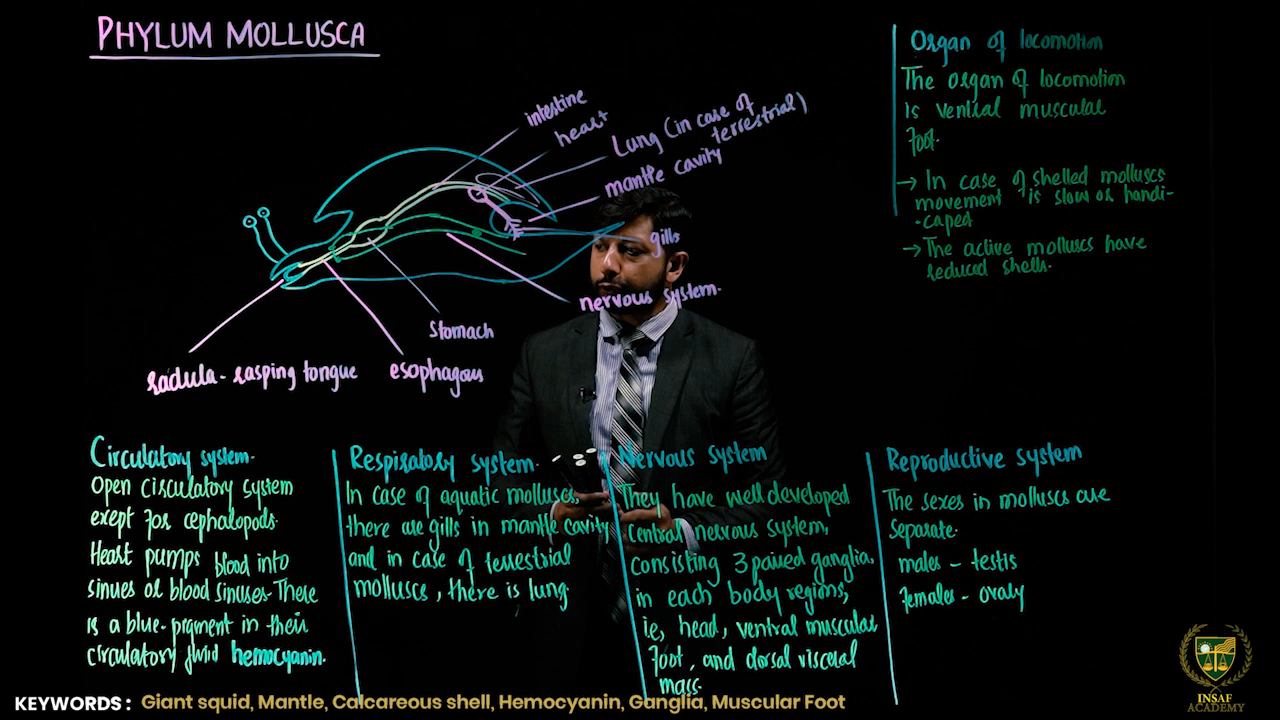 PHYLUM MOLLUSCA
intestine
heart
Lung (in case of
terrestrial)
mantle cavity
gills
nervous system.
stomach
radula - rasping tongue
esophagous
Organ of locomotion
The organ of locomotion
is ventral muscular
foot.
→ In case of shelled molluscs
movement is slow or handi-
-caped
→ The active molluscs have
reduced shells.
Circulatory system.
Open circulatory system
exept for cephalopods.
Heart pumps blood into
sinues or blood sinuses. There
is a blue-pigment in their
circulatory fluid hemocyanin.
Respiratory system.
In case of aquatic molluscs,
there are gills in mantle cavity
and in case of terrestrial
molluscs, there is lung.
Nervous system
They have well developed
Central nervous system,
consisting 3 paired ganglia,
in each body regions,
ie, head, ventral muscular
foot, and dorsal visceral
mass.
Reproductive system
The sexes in molluscs are
separate.
males - testis
females - ovary
KEYWORDS : Giant squid, Mantle, Calcareous shell, Hemocyanin, Ganglia, Muscular Foot
INSAF
ACADEMY